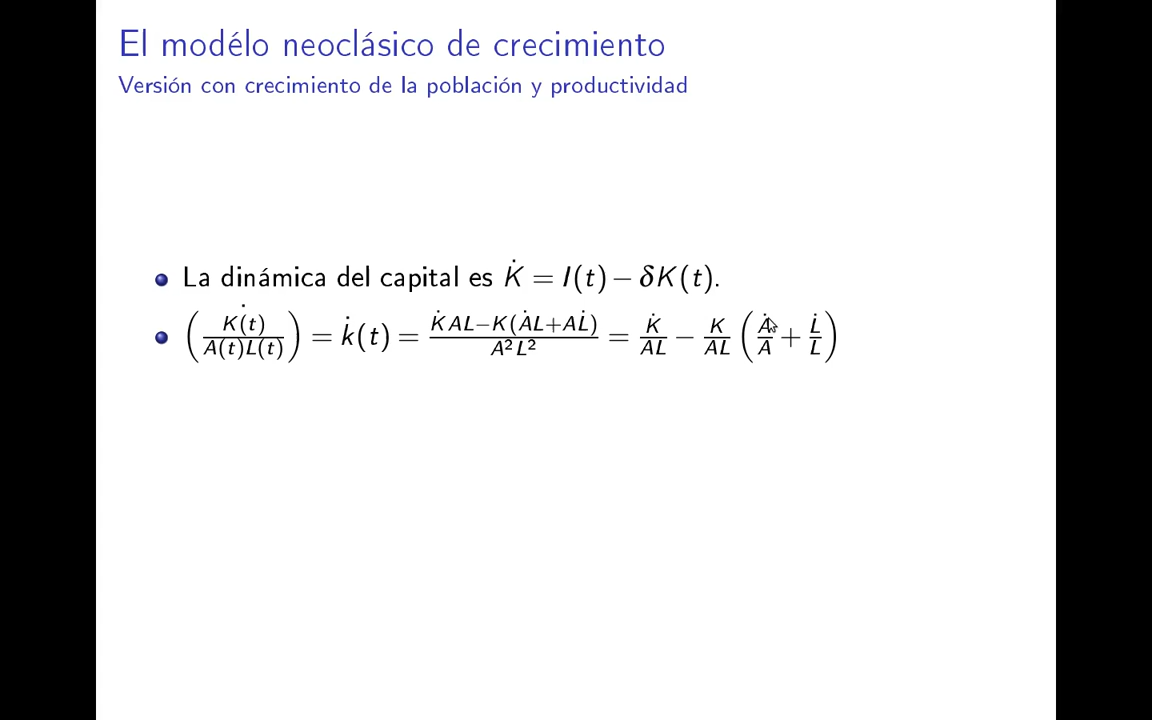 El modélo neoclásico de crecimiento
Versión con crecimiento de la población y productividad
La dinámica del capital es K̇ = I(t) − δK(t).
(K̇(t)/A(t)L(t)) = k̇(t) = (K̇AL−K(ȦL+AL̇))/(A²L²) = K̇/AL − K/AL (Ȧ/A + L̇/L)